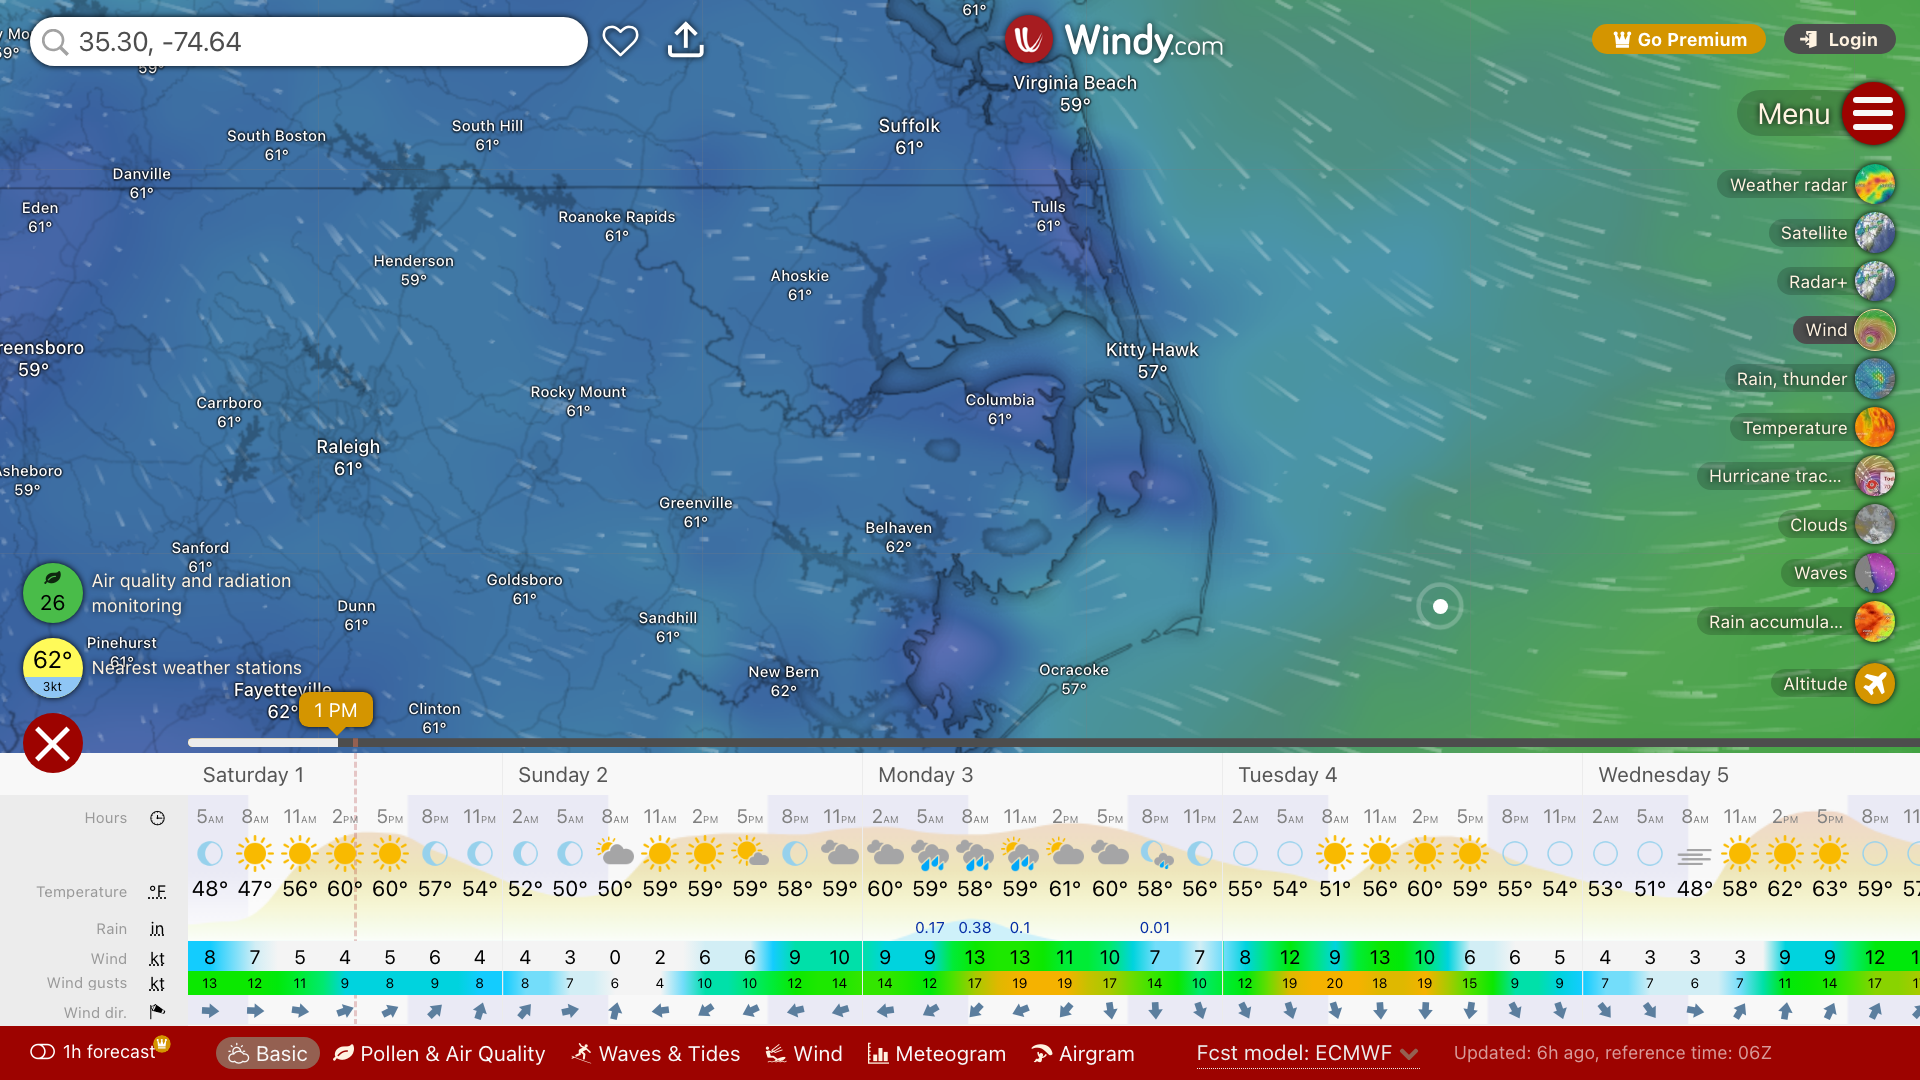 35.30, -74.64
Windy.com
Go Premium
Login
Menu
61°
59°
59°
Virginia Beach
59°
South Boston
61°
South Hill
61°
Suffolk
61°
Danville
61°
Eden
61°
Roanoke Rapids
61°
Tulls
61°
Henderson
59°
Ahoskie
61°
reensboro
59°
Kitty Hawk
57°
Carrboro
61°
Rocky Mount
61°
Columbia
61°
Raleigh
61°
sheboro
59°
Greenville
61°
Belhaven
62°
Sanford
61°
Goldsboro
61°
Dunn
61°
Sandhill
61°
Pinehurst
61°
New Bern
62°
Ocracoke
57°
Fayetteville
62°
Clinton
61°
Weather radar
Satellite
Radar+
Wind
Rain, thunder
Temperature
Hurricane trac...
Clouds
Waves
Rain accumula...
Altitude
26
Air quality and radiation
monitoring
62°
3kt
Nearest weather stations
1 PM
Saturday 1 Sunday 2 Monday 3 Tuesday 4 Wednesday 5
Hours 5AM 8AM 11AM 2PM 5PM 8PM 11PM 2AM 5AM 8AM 11AM 2PM 5PM 8PM 11PM 2AM 5AM 8AM 11AM 2PM 5PM 8PM 11PM 2AM 5AM 8AM 11AM 2PM 5PM 8PM 11PM 2AM 5AM 8AM 11AM 2PM 5PM 8PM 11
Temperature °F 48° 47° 56° 60° 60° 57° 54° 52° 50° 50° 59° 59° 59° 58° 59° 60° 59° 58° 59° 61° 60° 58° 56° 55° 54° 51° 56° 60° 59° 55° 54° 53° 51° 48° 58° 62° 63° 59° 57
Rain in 0.17 0.38 0.1 0.01
Wind kt 8 7 5 4 5 6 4 4 3 0 2 6 6 9 10 9 9 13 13 11 10 7 7 8 12 9 13 10 6 6 5 4 3 3 3 9 9 12 1
Wind gusts kt 13 12 11 9 8 9 8 8 7 6 4 10 10 12 14 14 12 17 19 19 17 14 10 12 19 20 18 19 15 9 9 7 7 6 7 11 14 17 1
Wind dir.
1h forecast Basic Pollen & Air Quality Waves & Tides Wind Meteogram Airgram Fcst model: ECMWF Updated: 6h ago, reference time: 06Z